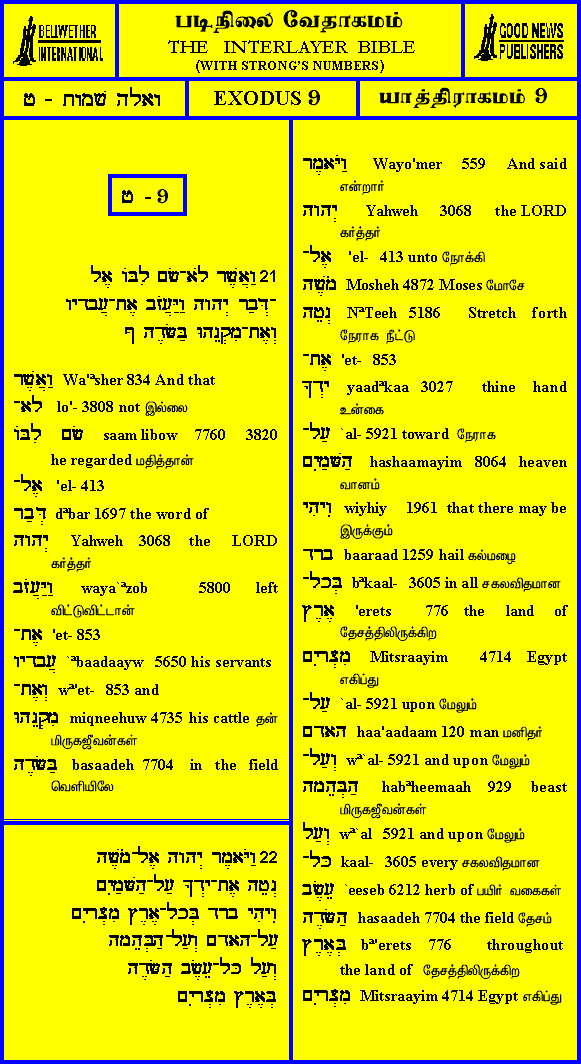 BELLWETHER
INTERNATIONAL
படிநிலை வேதாகமம்
THE INTERLAYER BIBLE
(WITH STRONG'S NUMBERS)
GOOD NEWS
PUBLISHERS
ואלה שמות - ט
EXODUS 9
யாத்திராகமம் 9
ט - 9
21 וַאֲשֶׁר לֹא־שָׂם לִבּוֹ אֶל
־דְּבַר יְהוָה וַיַּעֲזֹב אֶת־עֲבָדָיו
וְאֶת־מִקְנֵהוּ בַּשָּׂדֶה ף
וַאֲשֶׁר Wa'ᵃsher 834 And that
לֹא־ lo'- 3808 not இல்லை
שָׂם לִבּוֹ saam libow 7760 3820
he regarded மதித்தான்
אֶל־ 'el- 413
דְּבַר dᵊbar 1697 the word of
יְהוָה Yahweh 3068 the LORD
கர்த்தர்
וַיַּעֲזֹב waya`ᵃzob 5800 left
விட்டுவிட்டான்
אֶת־ 'et- 853
עֲבָדָיו `ᵃbaadaayw 5650 his servants
וְאֶת־ wᵊ'et- 853 and
מִקְנֵהוּ miqneehuw 4735 his cattle தன்
மிருகஜீவன்கள்
בַּשָּׂדֶה basaadeh 7704 in the field
வெளியிலே
22 וַיֹּאמֶר יְהוָה אֶל־מֹשֶׁה
נְטֵה אֶת־יָדְךָ עַל־הַשָּׁמַיִם
וִיהִי בָרָד בְּכָל־אֶרֶץ מִצְרָיִם
עַל־הָאָדָם וְעַל־הַבְּהֵמָה
וְעַל כָּל־עֵשֶׂב הַשָּׂדֶה
בְּאֶרֶץ מִצְרָיִם
וַיֹּאמֶר Wayo'mer 559 And said
என்றார்
יְהוָה Yahweh 3068 the LORD
கர்த்தர்
אֶל־ 'el- 413 unto நோக்கி
מֹשֶׁה Mosheh 4872 Moses மோசே
נְטֵה NᵊTeeh 5186 Stretch forth
நேராக நீட்டு
אֶת־ 'et- 853
יָדְךָ yaadᵊkaa 3027 thine hand
உன்கை
עַל־ `al- 5921 toward நேராக
הַשָּׁמַיִם hashaamayim 8064 heaven
வானம்
וִיהִי wiyhiy 1961 that there may be
இருக்கும்
בָרָד baaraad 1259 hail கல்மழை
בְּכָל־ bᵊkaal- 3605 in all சகலவிதமான
אֶרֶץ 'erets 776 the land of
தேசத்திலிருக்கிற
מִצְרָיִם Mitsraayim 4714 Egypt
எகிப்து
עַל־ `al- 5921 upon மேலும்
הָאָדָם haa'aadaam 120 man மனிதர்
וְעַל־ wᵊ`al- 5921 and upon மேலும்
הַבְּהֵמָה habᵊheemaah 929 beast
மிருகஜீவன்கள்
וְעַל wᵊ`al 5921 and upon மேலும்
כָּל־ kaal- 3605 every சகலவிதமான
עֵשֶׂב `eeseb 6212 herb of பயிர் வகைகள்
הַשָּׂדֶה hasaadeh 7704 the field தேசம்
בְּאֶרֶץ bᵊ'erets 776 throughout
the land of தேசத்திலிருக்கிற
מִצְרָיִם Mitsraayim 4714 Egypt எகிப்து